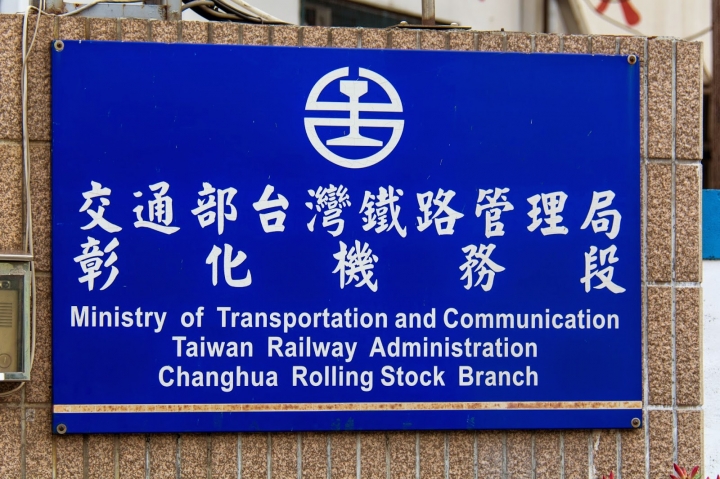 交通部台灣鐵路管理局
彰化機務段
Ministry of Transportation and Communication
Taiwan Railway Administration
Changhua Rolling Stock Branch